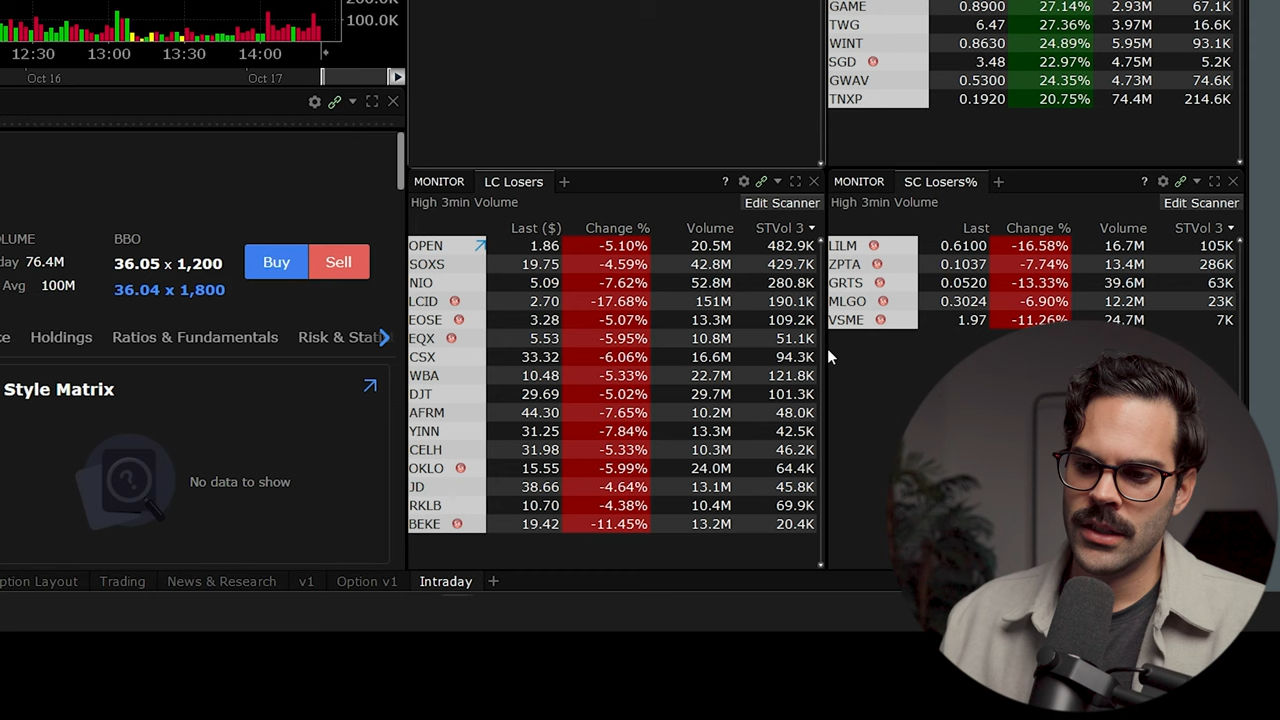 200.0K
100.0K
12:30 13:00 13:30 14:00
Oct 16 Oct 17
GAME 0.8900 27.14% 2.93M 67.1K
TWG 6.47 27.36% 3.97M 16.6K
WINT 0.8630 24.89% 5.95M 93.1K
SGD 3.48 22.97% 4.75M 5.2K
GWAV 0.5300 24.35% 4.73M 74.6K
TNXP 0.1920 20.75% 74.4M 214.6K
OLUME BBO
day 76.4M 36.05 x 1,200
Avg 100M 36.04 x 1,800
Buy Sell
ce Holdings Ratios & Fundamentals Risk & Stati
Style Matrix
No data to show
MONITOR LC Losers +
High 3min Volume Edit Scanner
Last ($) Change % Volume STVol 3
OPEN 1.86 -5.10% 20.5M 482.9K
SOXS 19.75 -4.59% 42.8M 429.7K
NIO 5.09 -7.62% 52.8M 280.8K
LCID 2.70 -17.68% 151M 190.1K
EOSE 3.28 -5.07% 13.3M 109.2K
EQX 5.53 -5.95% 10.8M 51.1K
CSX 33.32 -6.06% 16.6M 94.3K
WBA 10.48 -5.33% 22.7M 121.8K
DJT 29.69 -5.02% 29.7M 101.3K
AFRM 44.30 -7.65% 10.2M 48.0K
YINN 31.25 -7.84% 13.3M 42.5K
CELH 31.98 -5.33% 10.3M 46.2K
OKLO 15.55 -5.99% 24.0M 64.4K
JD 38.66 -4.64% 13.1M 45.8K
RKLB 10.70 -4.38% 10.4M 69.9K
BEKE 19.42 -11.45% 13.2M 20.4K
MONITOR SC Losers% +
High 3min Volume Edit Scanner
Last Change % Volume STVol 3
LILM 0.6100 -16.58% 16.7M 105K
ZPTA 0.1037 -7.74% 13.4M 286K
GRTS 0.0520 -13.33% 39.6M 63K
MLGO 0.3024 -6.90% 12.2M 23K
VSME 1.97 -11.26% 24.7M 7K
ption Layout Trading News & Research v1 Option v1 Intraday +